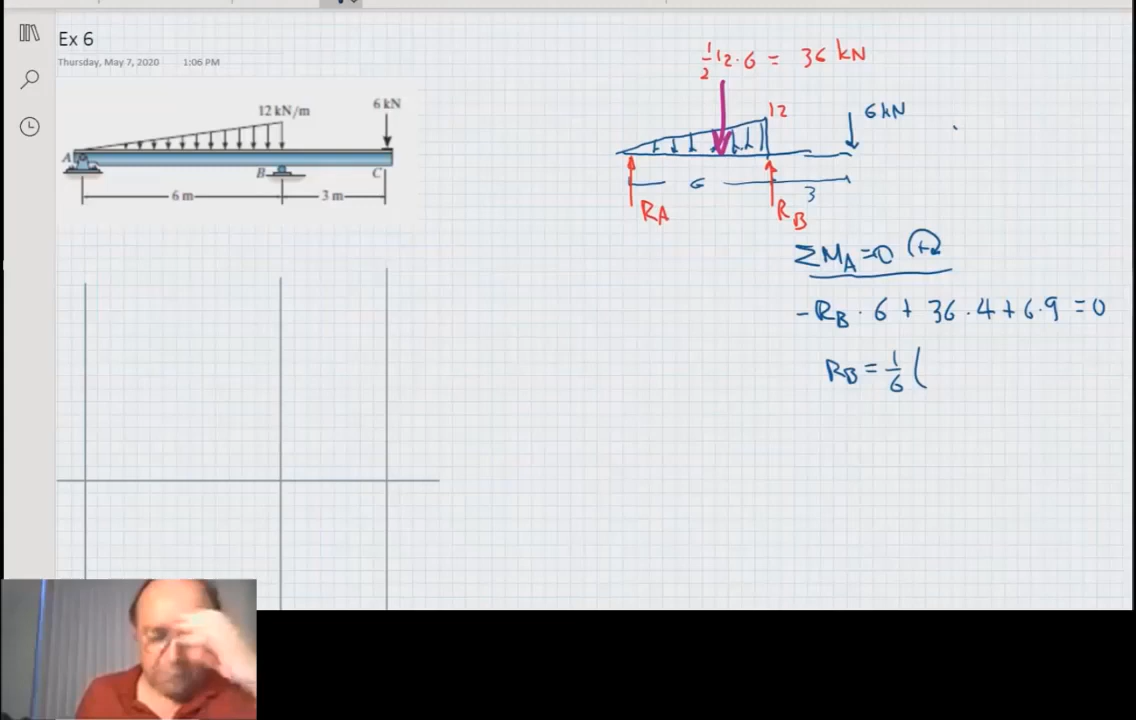 Ex 6
Thursday, May 7, 2020 1:06 PM
12 kN/m
6 kN
A
B
C
6 m
3 m
1/2 12·6 = 36 kN
12
6 kN
6
3
RA
RB
ΣMA=0 +
-RB · 6 + 36 · 4 + 6 · 9 = 0
RB = 1/6 (